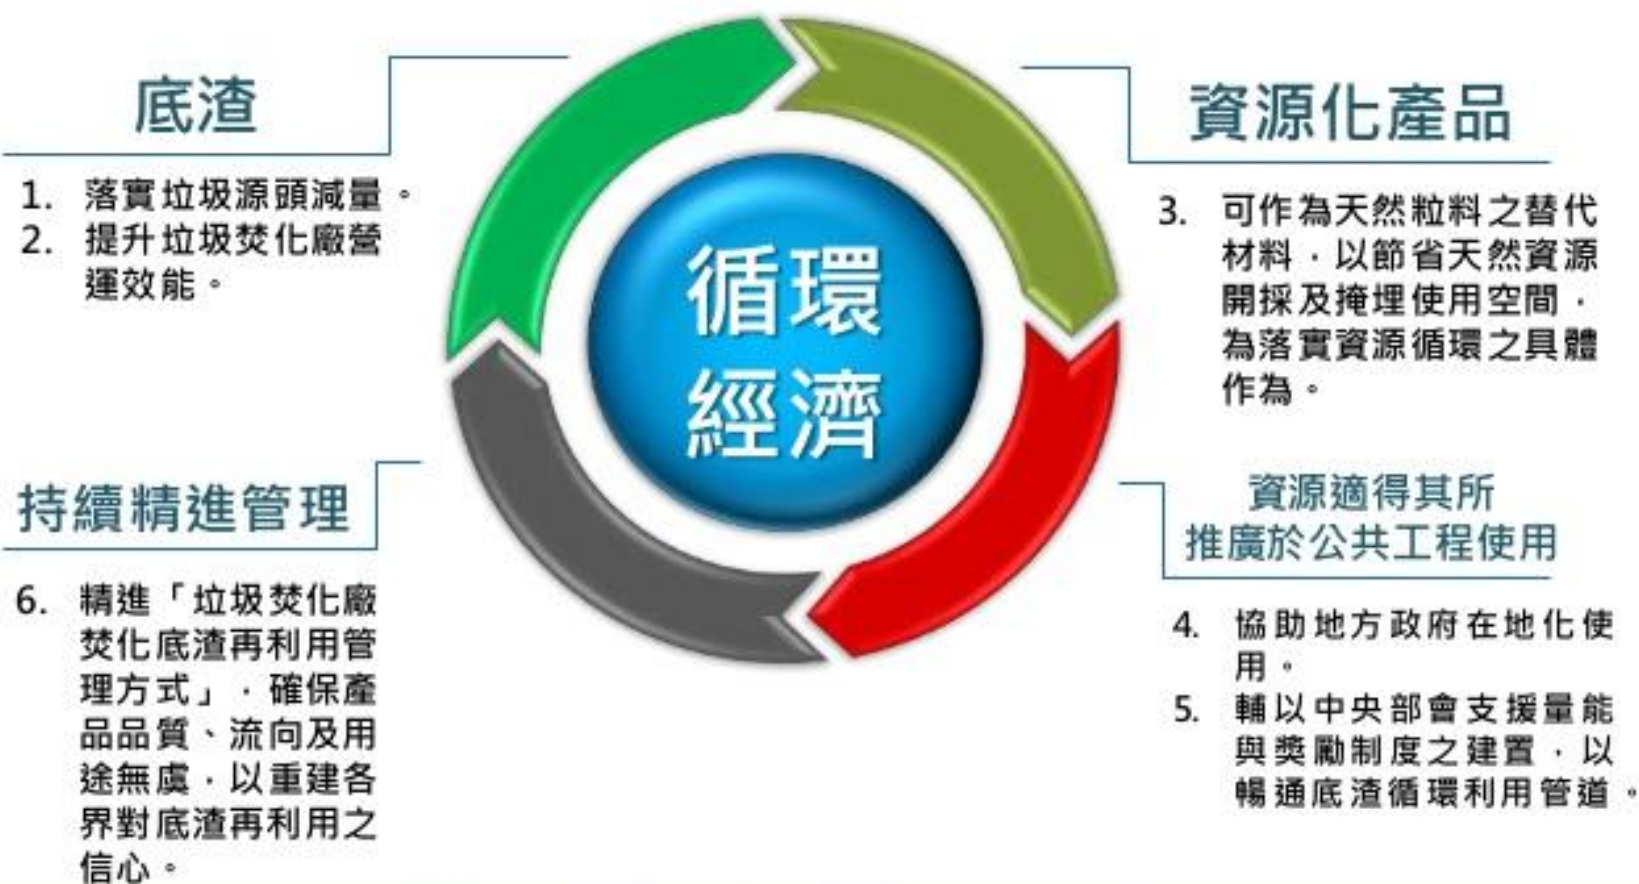 底渣
1. 落實垃圾源頭減量。
2. 提升垃圾焚化廠營
運效能。
循環
經濟
資源化產品
3. 可作為天然粒料之替代
材料，以節省天然資源
開採及掩埋使用空間，
為落實資源循環之具體
作為。
資源適得其所
推廣於公共工程使用
4. 協助地方政府在地化使
用。
5. 輔以中央部會支援量能
與獎勵制度之建置，以
暢通底渣循環利用管道。
持續精進管理
6. 精進「垃圾焚化廠
焚化底渣再利用管
理方式」，確保產
品品質、流向及用
途無虞，以重建各
界對底渣再利用之
信心。